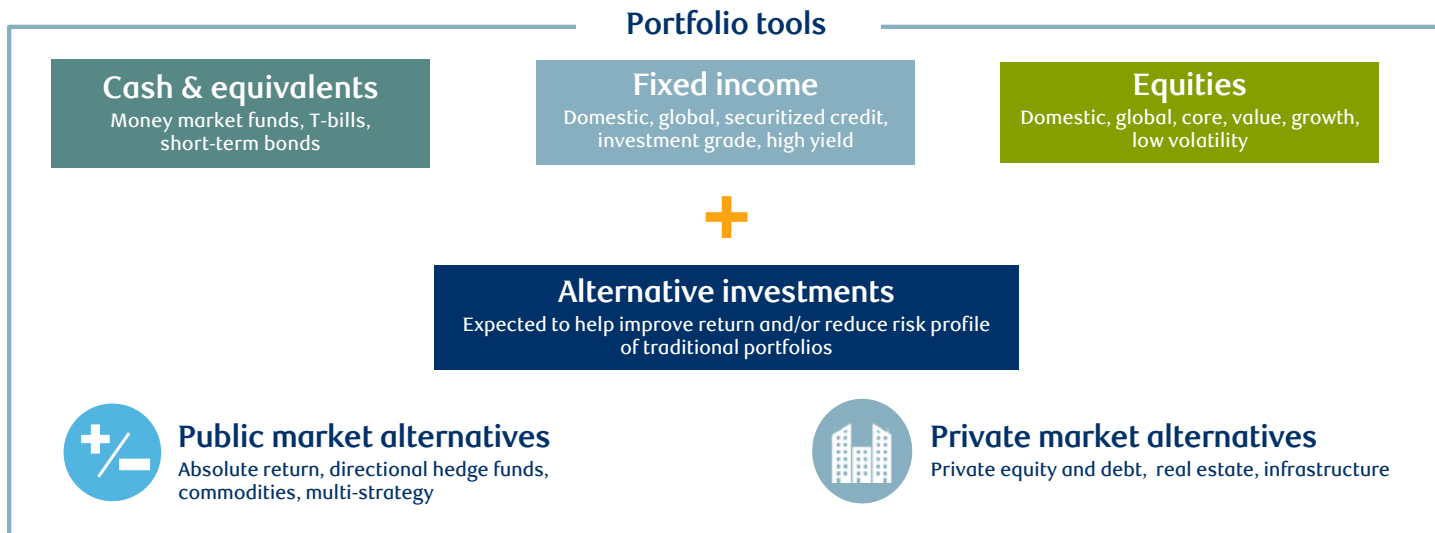 Portfolio tools
Cash & equivalents
Money market funds, T-bills,
short-term bonds
Fixed income
Domestic, global, securitized credit,
investment grade, high yield
Equities
Domestic, global, core, value, growth,
low volatility
+
Alternative investments
Expected to help improve return and/or reduce risk profile
of traditional portfolios
Public market alternatives
Absolute return, directional hedge funds,
commodities, multi-strategy
Private market alternatives
Private equity and debt, real estate, infrastructure